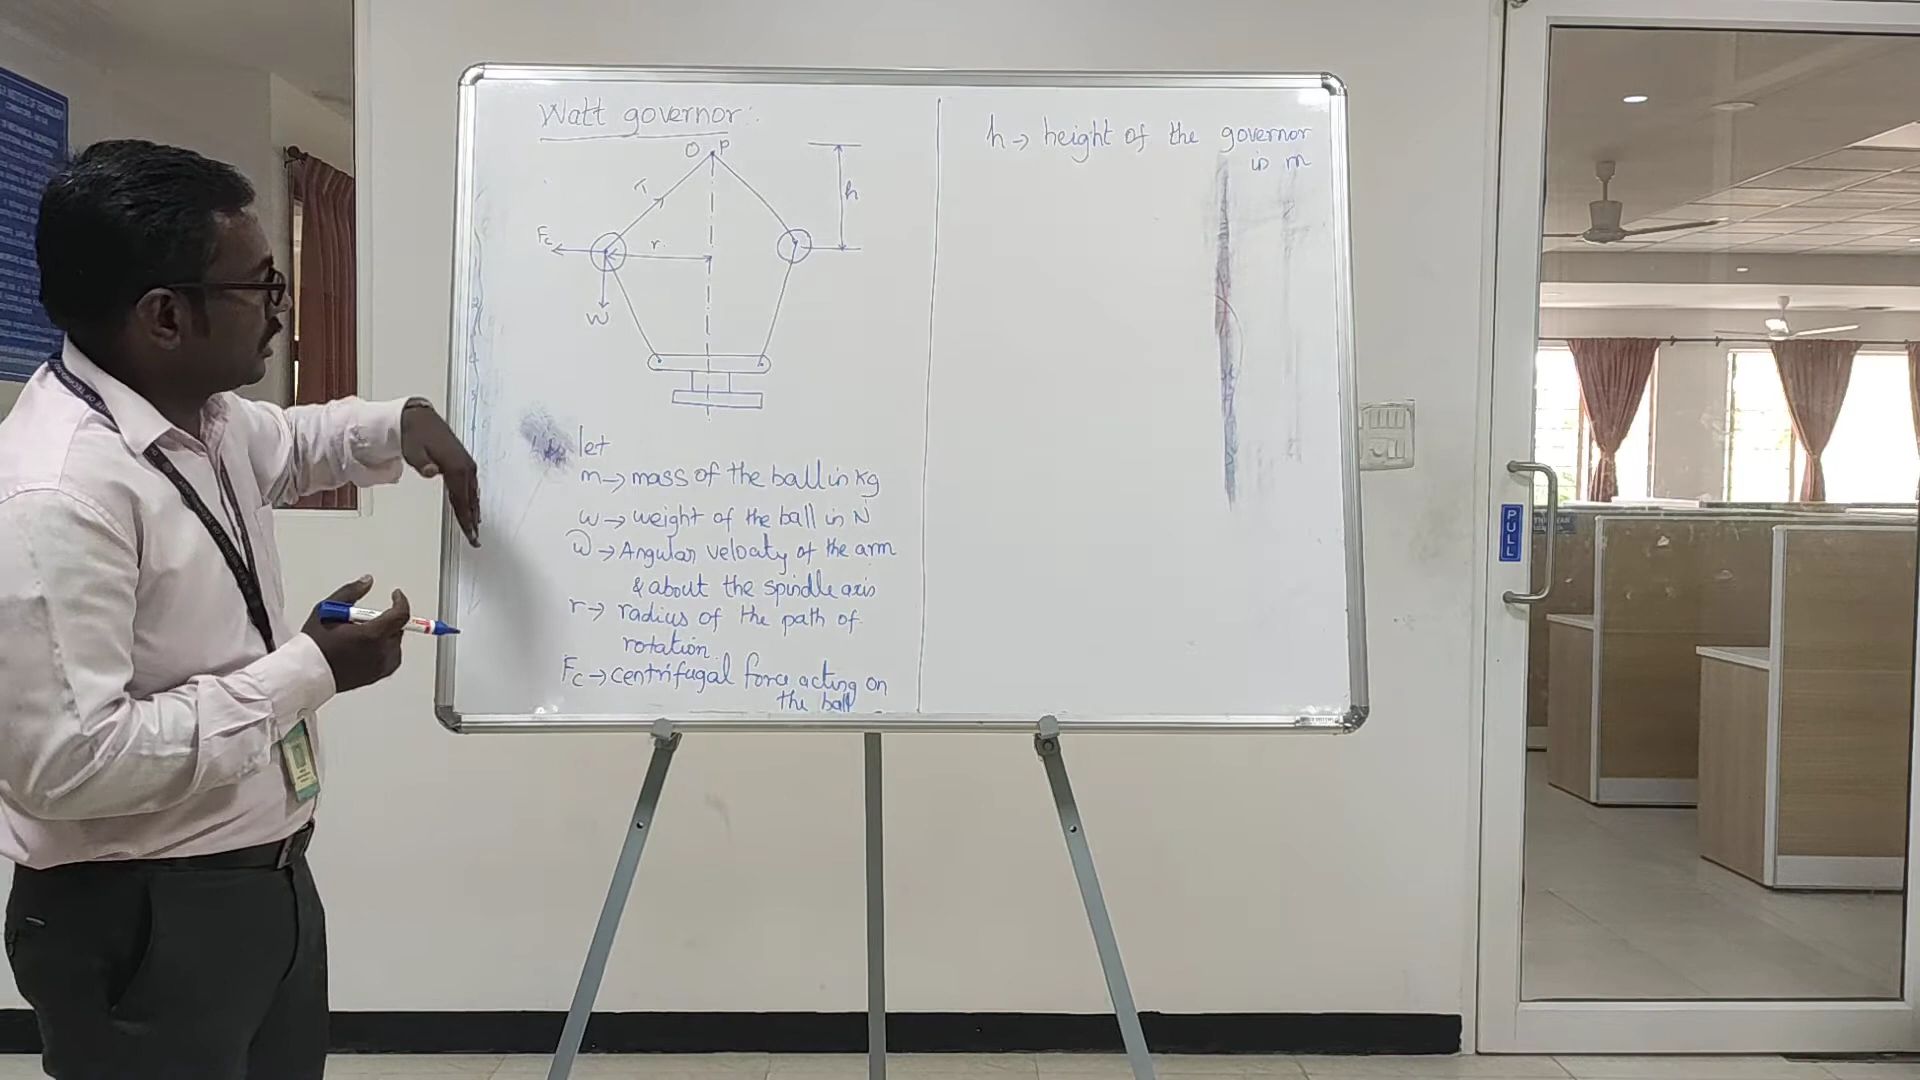 Watt governor:-
O P
T
h
Fc
r
W
let
m → mass of the ball in kg
w → weight of the ball in N
ω → Angular velocity of the arm
& about the spindle axis
r → radius of the path of
rotation.
Fc → centrifugal force acting on
the ball
h → height of the governor
in m
PULL